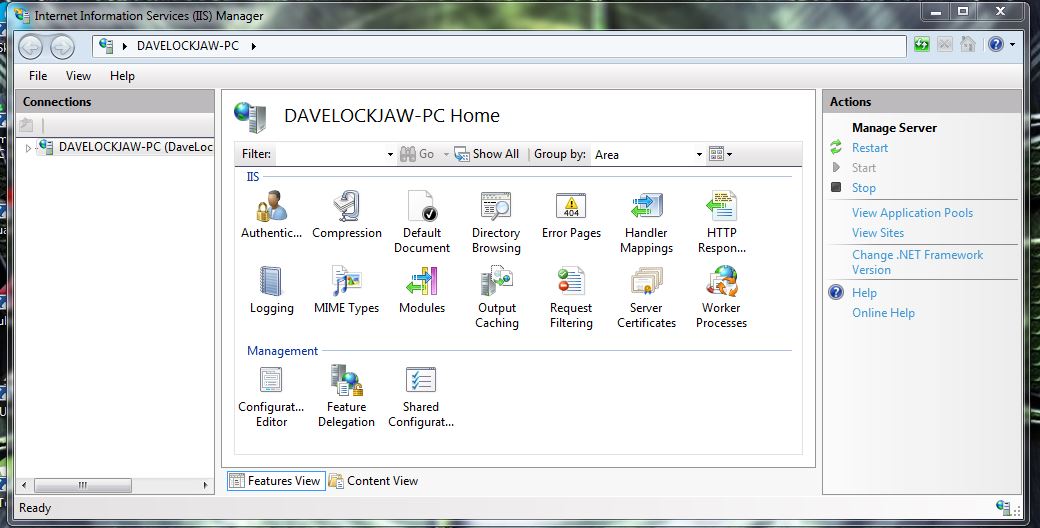 Internet Information Services (IIS) Manager
DAVELOCKJAW-PC
File View Help
Connections
DAVELOCKJAW-PC (DaveLoc
DAVELOCKJAW-PC Home
Filter: Go Show All Group by: Area
IIS
Authentic... Compression Default Document Directory Browsing Error Pages Handler Mappings HTTP Respon...
404
Logging MIME Types Modules Output Caching Request Filtering Server Certificates Worker Processes
Management
Configurat... Editor Feature Delegation Shared Configurat...
Features View Content View
Actions
Manage Server
Restart
Start
Stop
View Application Pools
View Sites
Change .NET Framework
Version
Help
Online Help
Ready